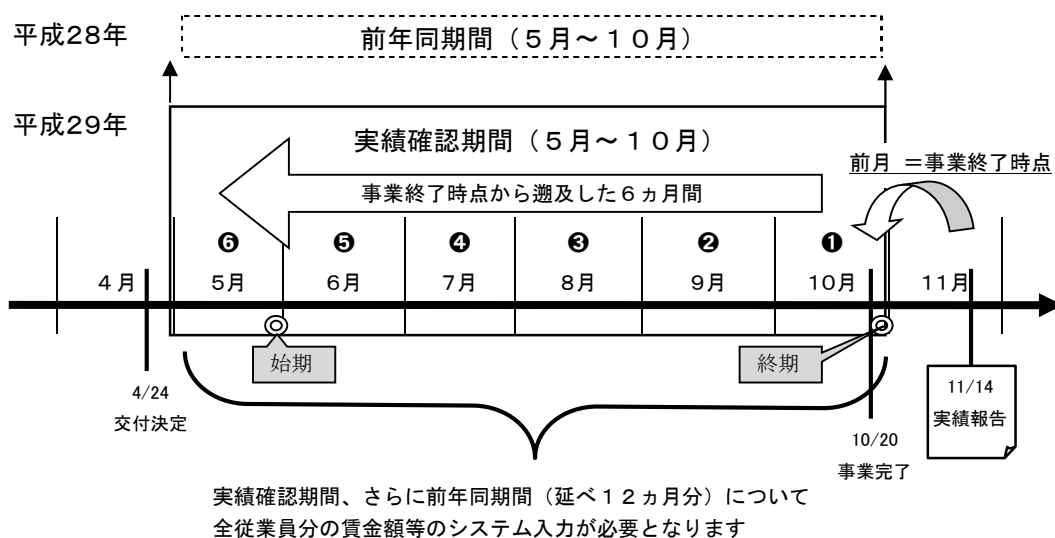 平成28年
前年同期間（５月～１０月）
平成29年
実績確認期間（５月～１０月）
前月 ＝事業終了時点
事業終了時点から遡及した６ヵ月間
❻ ❺ ❹ ❸ ❷ ❶
４月 5月 6月 7月 8月 9月 10月 11月
始期
終期
4/24
交付決定
10/20
事業完了
11/14
実績報告
実績確認期間、さらに前年同期間（延べ１２ヵ月分）について
全従業員分の賃金額等のシステム入力が必要となります